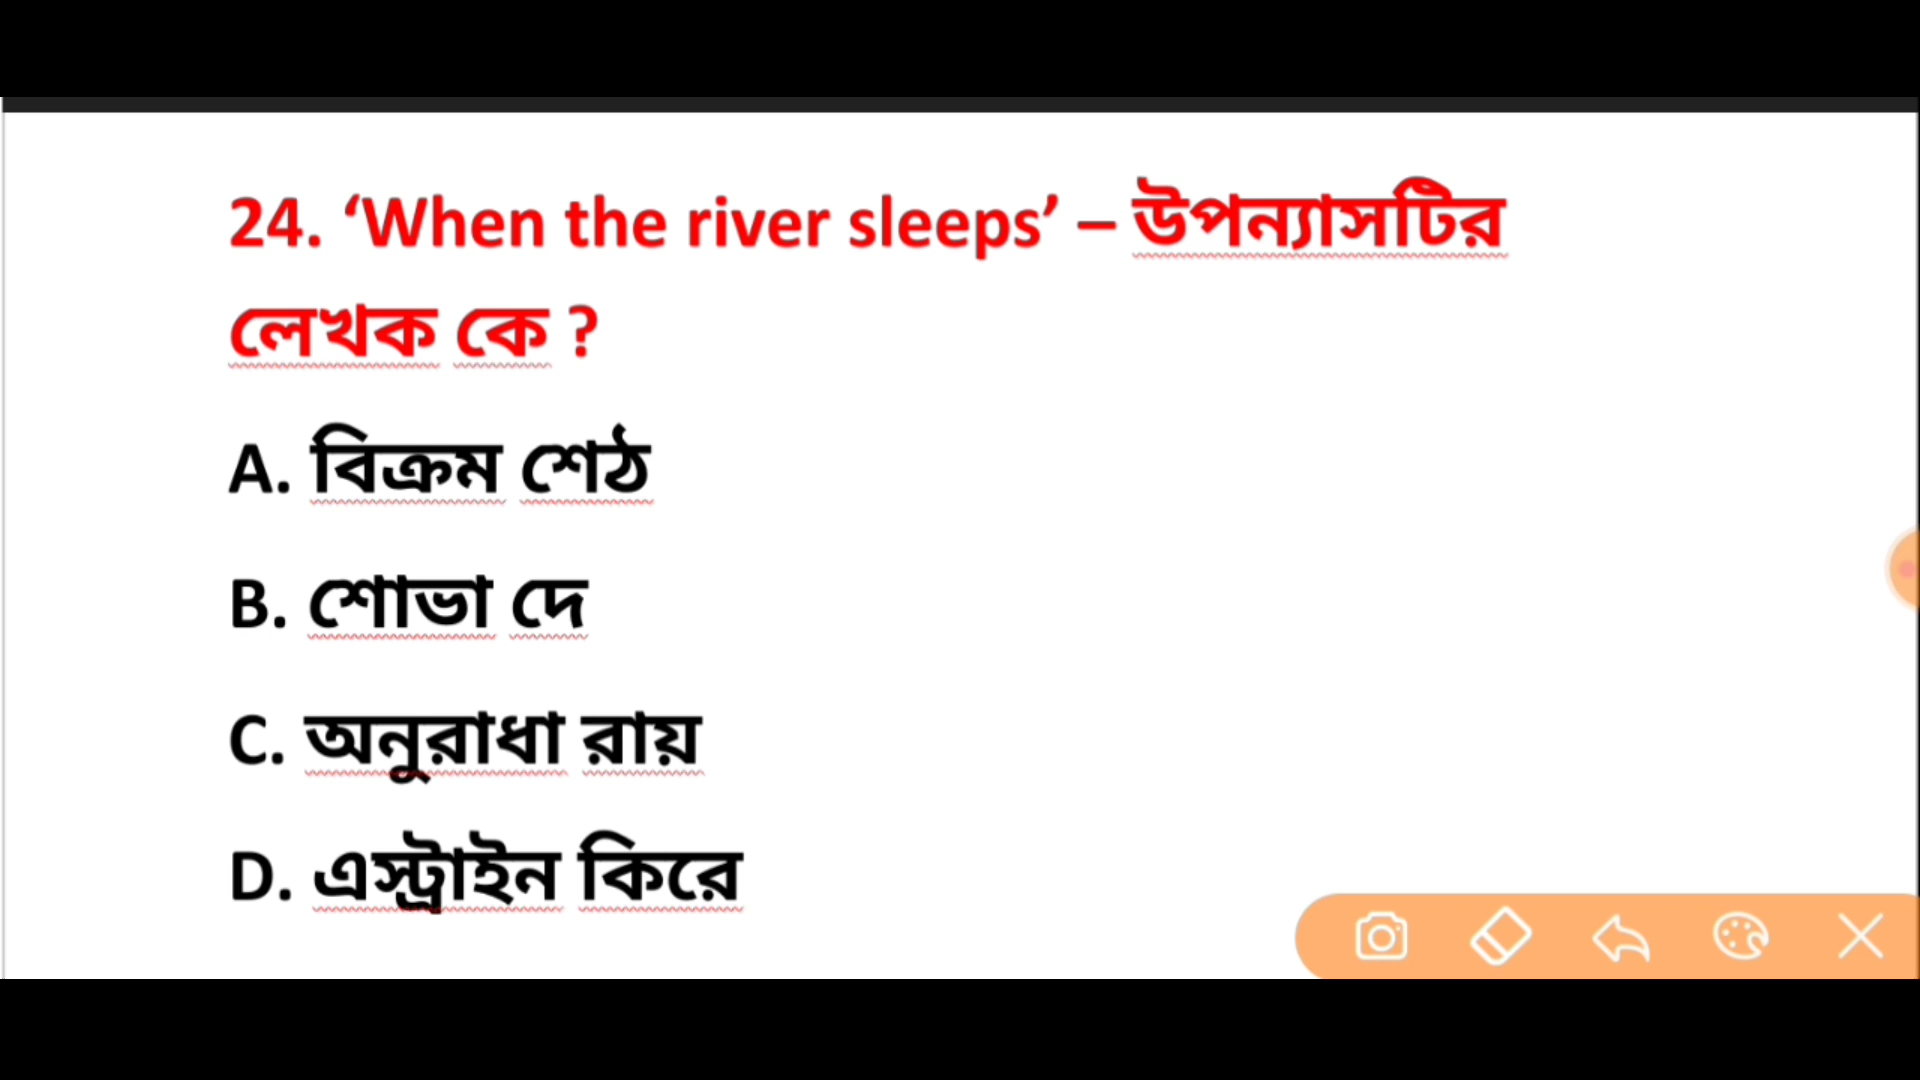 24. ‘When the river sleeps’ – উপন্যাসটির
লেখক কে ?
A. বিক্রম শেঠ
B. শোভা দে
C. অনুরাধা রায়
D. এস্ট্রাইন কিরে